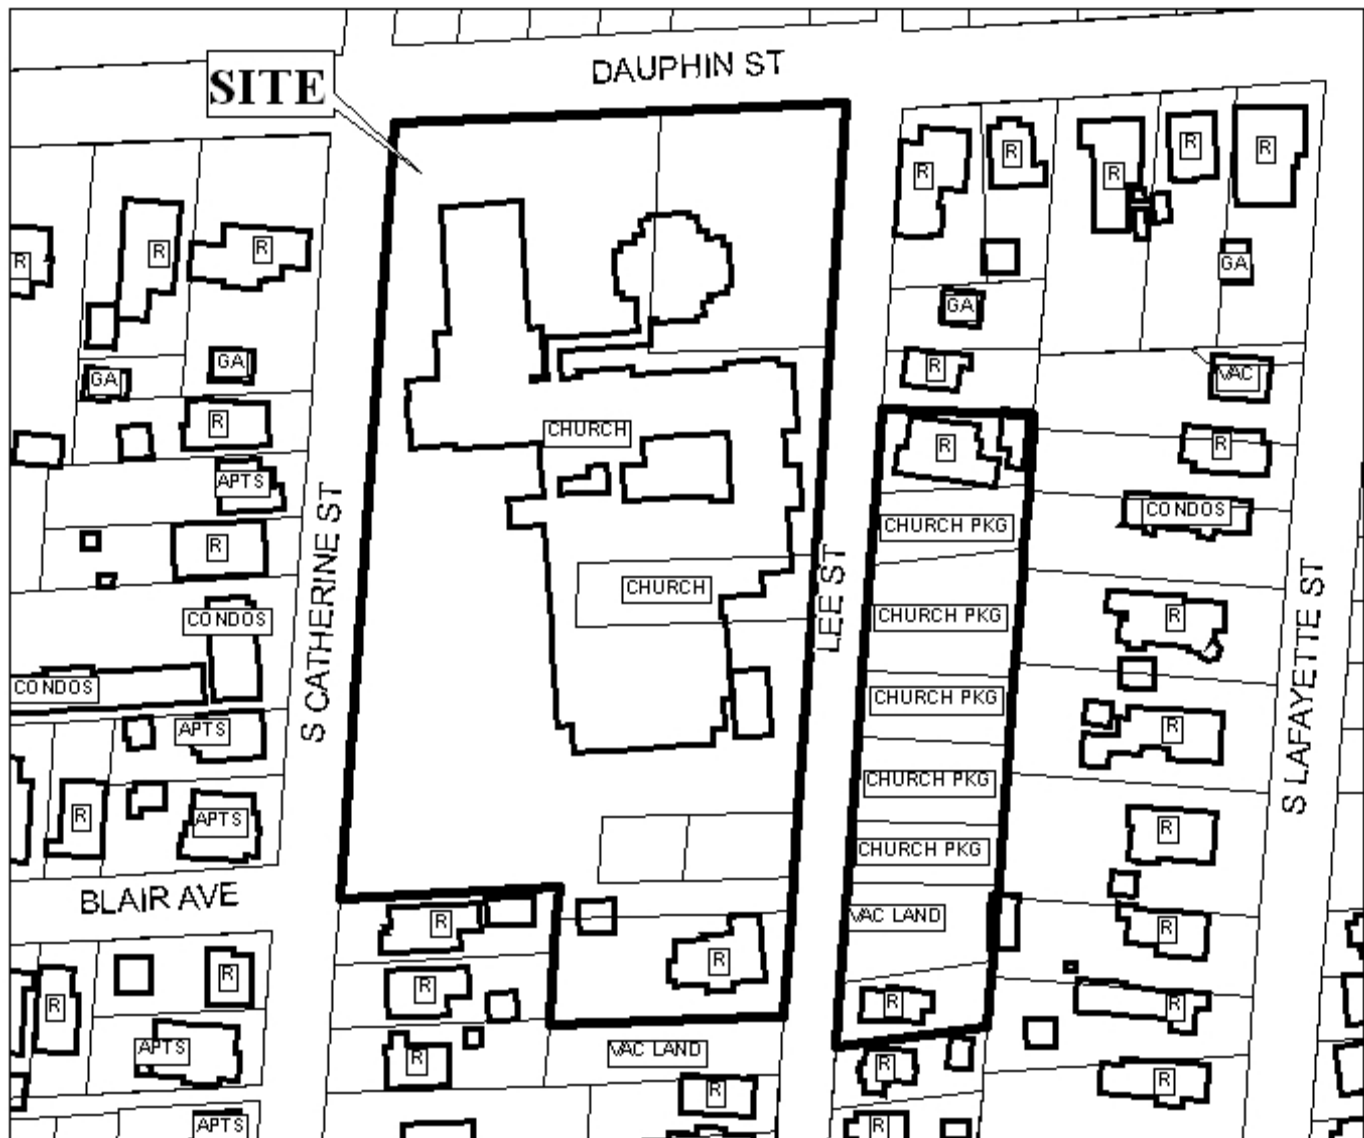 DAUPHIN ST
SITE
R
R
R
R
R
R
R
R
GA
GA
GA
GA
R
VAC
R
CHURCH
R
R
APTS
CONDOS
CHURCH PKG
R
S CATHERINE ST
LEE ST
S LAFAYETTE ST
CHURCH
CONDOS
CHURCH PKG
R
CONDOS
CHURCH PKG
APTS
R
CHURCH PKG
R
APTS
R
CHURCH PKG
BLAIR AVE
R
VAC LAND
R
R
R
R
R
R
R
APTS
R
VAC LAND
R
R
R
R
APTS